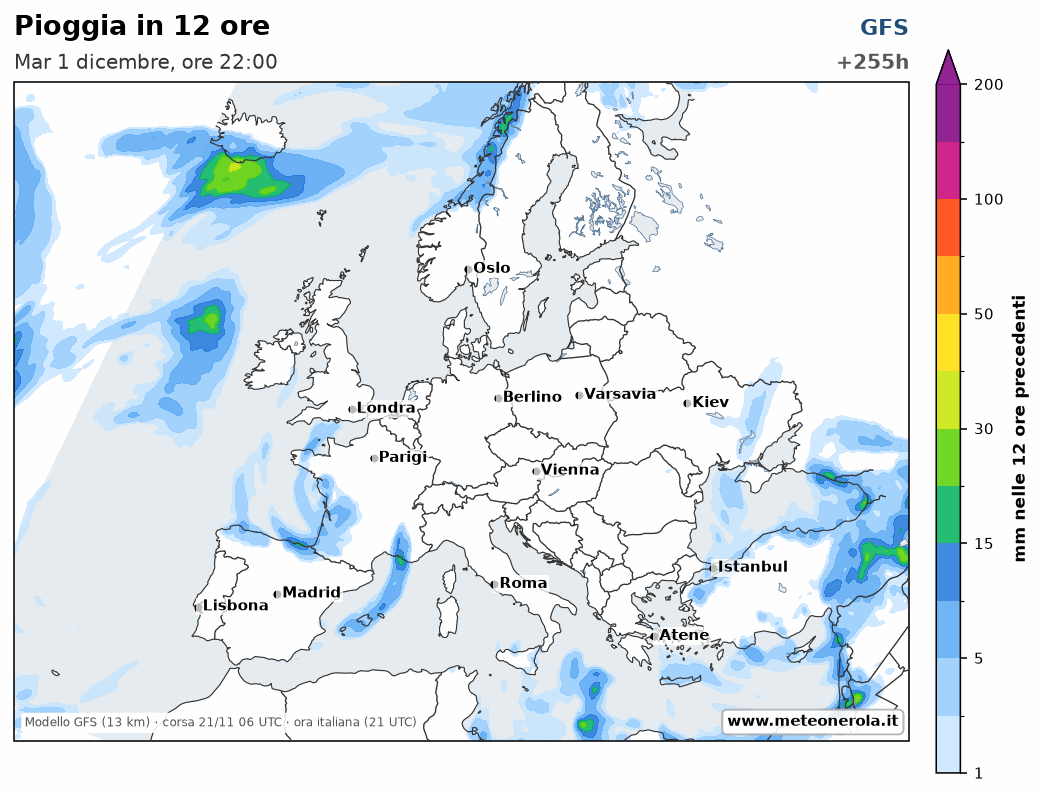 Pioggia in 12 ore
GFS
Mar 1 dicembre, ore 22:00
+255h
200
100
50
30
15
5
1
mm nelle 12 ore precedenti
Oslo
Londra
Berlino
Varsavia
Kiev
Parigi
Vienna
Istanbul
Madrid
Lisbona
Roma
Atene
Modello GFS (13 km) · corsa 21/11 06 UTC · ora italiana (21 UTC)
www.meteonerola.it